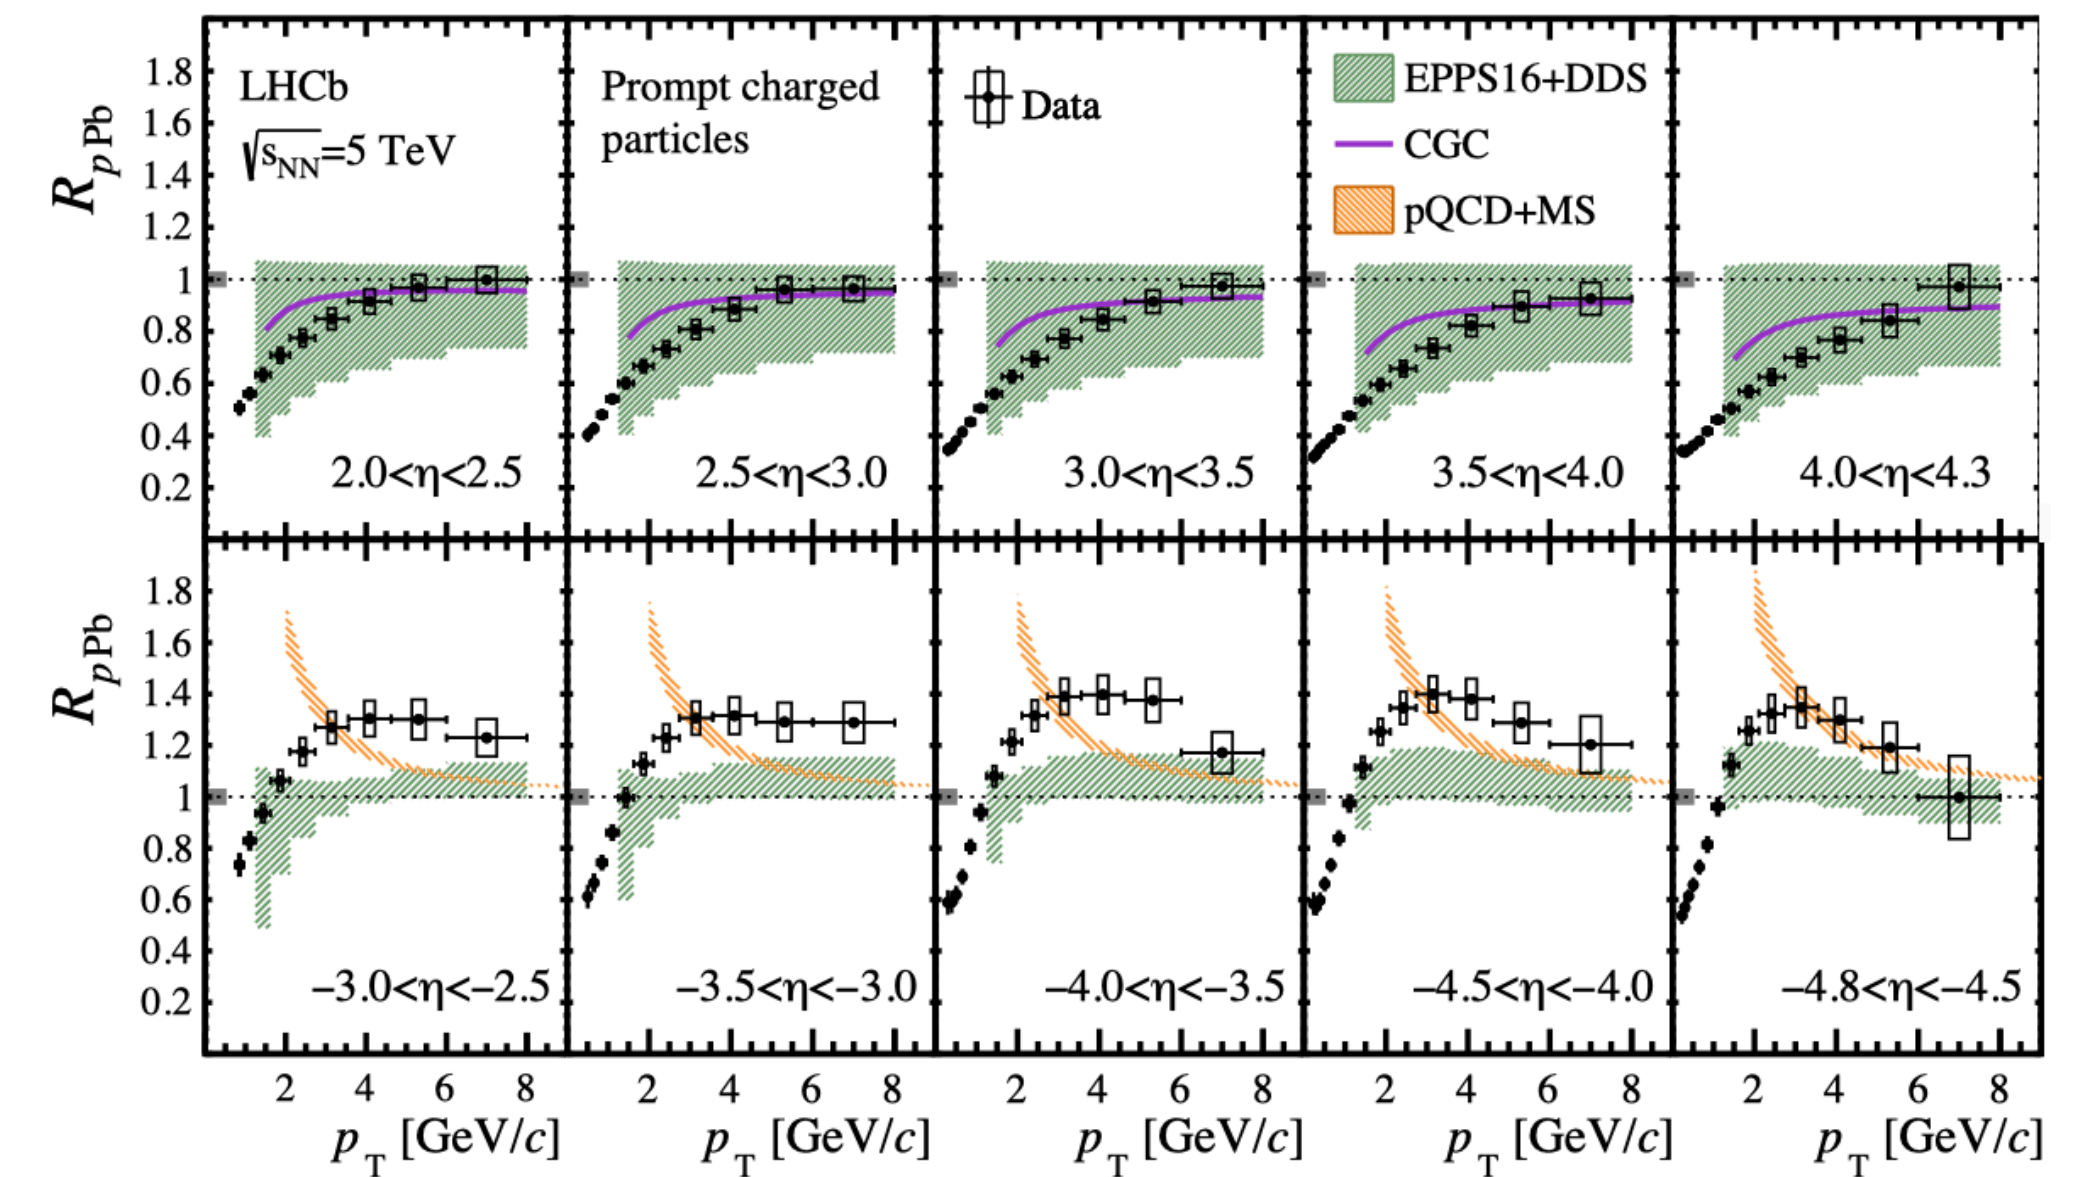 LHCb
√sNN=5 TeV
Prompt charged
particles
Data
EPPS16+DDS
CGC
pQCD+MS
RpPb
1.8
1.6
1.4
1.2
1
0.8
0.6
0.4
0.2
2.0<η<2.5
2.5<η<3.0
3.0<η<3.5
3.5<η<4.0
4.0<η<4.3
RpPb
1.8
1.6
1.4
1.2
1
0.8
0.6
0.4
0.2
−3.0<η<−2.5
−3.5<η<−3.0
−4.0<η<−3.5
−4.5<η<−4.0
−4.8<η<−4.5
2 4 6 8
2 4 6 8
2 4 6 8
2 4 6 8
2 4 6 8
pT [GeV/c]
pT [GeV/c]
pT [GeV/c]
pT [GeV/c]
pT [GeV/c]